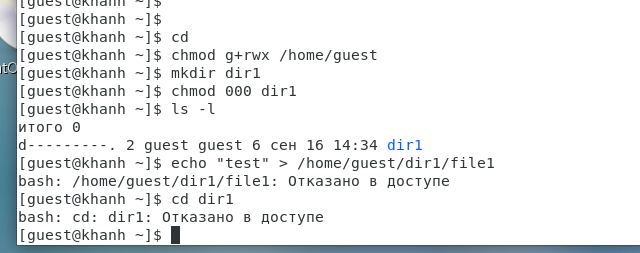 [guest@khanh ~]$
[guest@khanh ~]$
[guest@khanh ~]$ cd
[guest@khanh ~]$ chmod g+rwx /home/guest
[guest@khanh ~]$ mkdir dir1
[guest@khanh ~]$ chmod 000 dir1
[guest@khanh ~]$ ls -l
итого 0
d---------. 2 guest guest 6 сен 16 14:34 dir1
[guest@khanh ~]$ echo "test" > /home/guest/dir1/file1
bash: /home/guest/dir1/file1: Отказано в доступе
[guest@khanh ~]$ cd dir1
bash: cd: dir1: Отказано в доступе
[guest@khanh ~]$